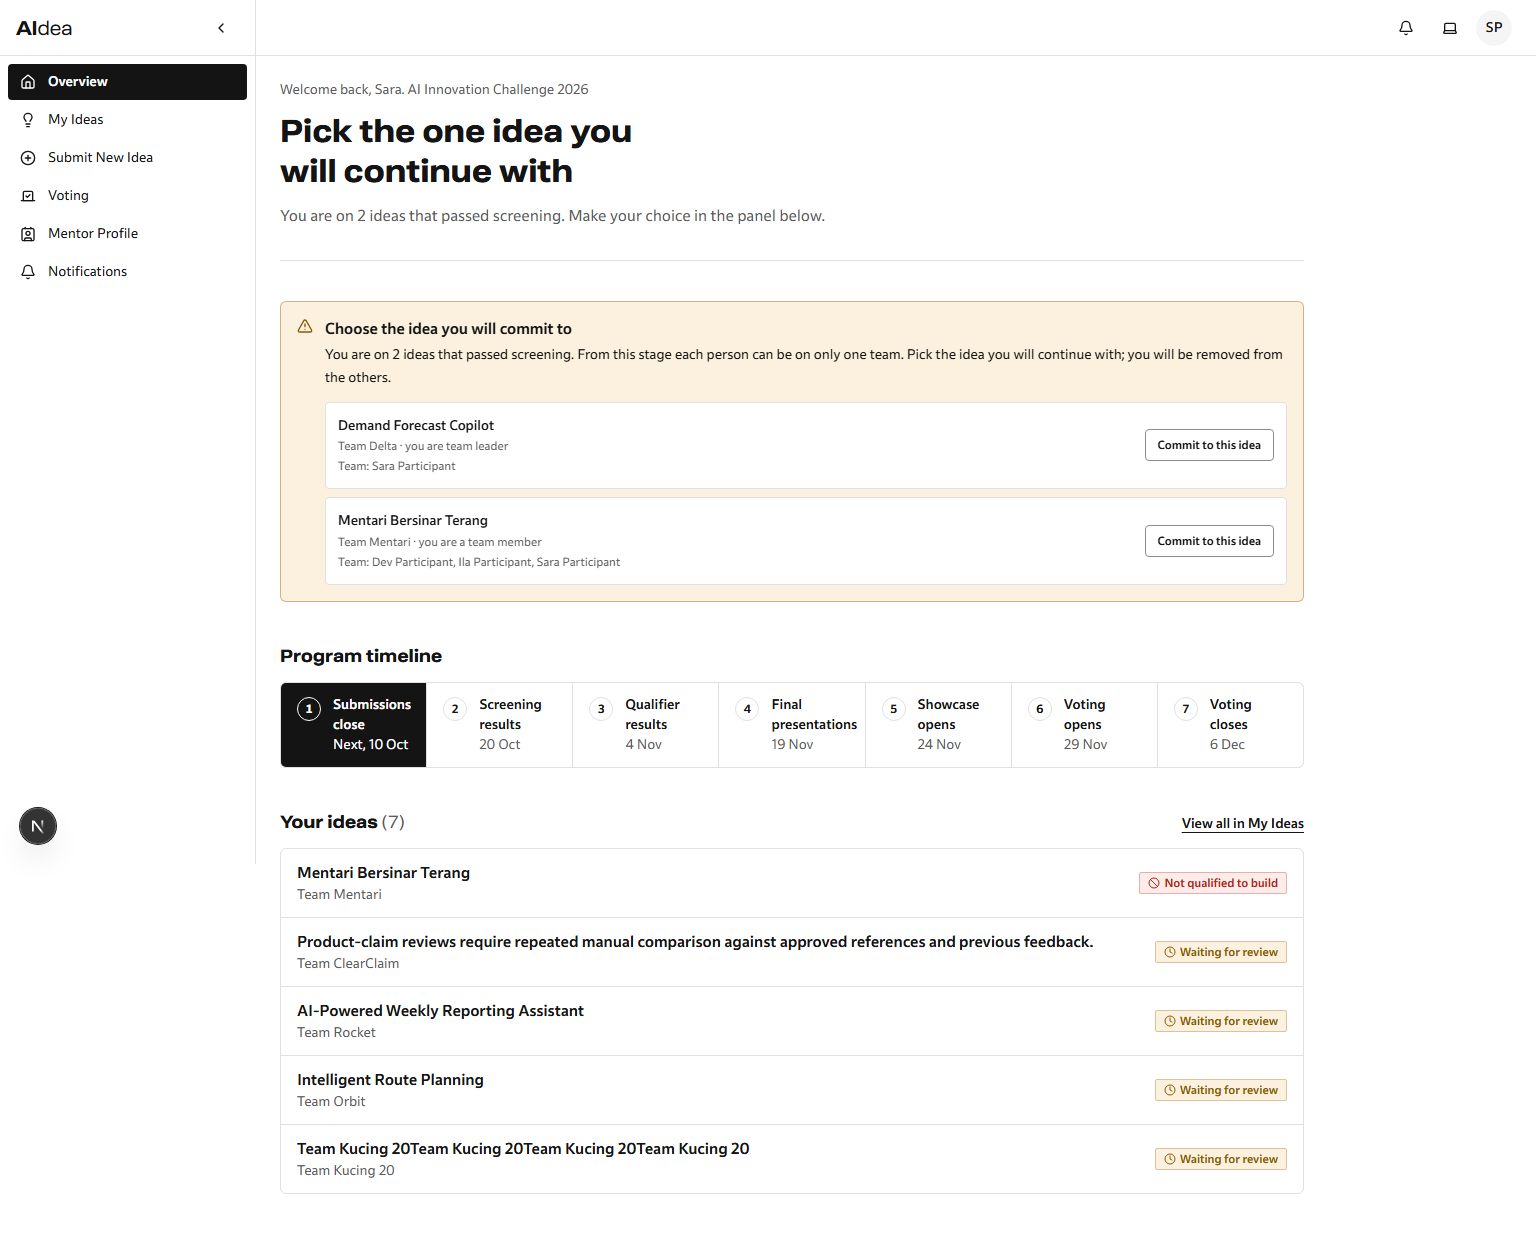 AIdea
SP
Overview
My Ideas
Submit New Idea
Voting
Mentor Profile
Notifications
Welcome back, Sara. AI Innovation Challenge 2026
Pick the one idea you
will continue with
You are on 2 ideas that passed screening. Make your choice in the panel below.
Choose the idea you will commit to
You are on 2 ideas that passed screening. From this stage each person can be on only one team. Pick the idea you will continue with; you will be removed from
the others.
Demand Forecast Copilot
Team Delta · you are team leader
Team: Sara Participant
Commit to this idea
Mentari Bersinar Terang
Team Mentari · you are a team member
Team: Dev Participant, Ila Participant, Sara Participant
Commit to this idea
Program timeline
1
Submissions
close
Next, 10 Oct
2
Screening
results
20 Oct
3
Qualifier
results
4 Nov
4
Final
presentations
19 Nov
5
Showcase
opens
24 Nov
6
Voting
opens
29 Nov
7
Voting
closes
6 Dec
N
Your ideas (7)
View all in My Ideas
Mentari Bersinar Terang
Team Mentari
Not qualified to build
Product-claim reviews require repeated manual comparison against approved references and previous feedback.
Team ClearClaim
Waiting for review
AI-Powered Weekly Reporting Assistant
Team Rocket
Waiting for review
Intelligent Route Planning
Team Orbit
Waiting for review
Team Kucing 20Team Kucing 20Team Kucing 20Team Kucing 20
Team Kucing 20
Waiting for review